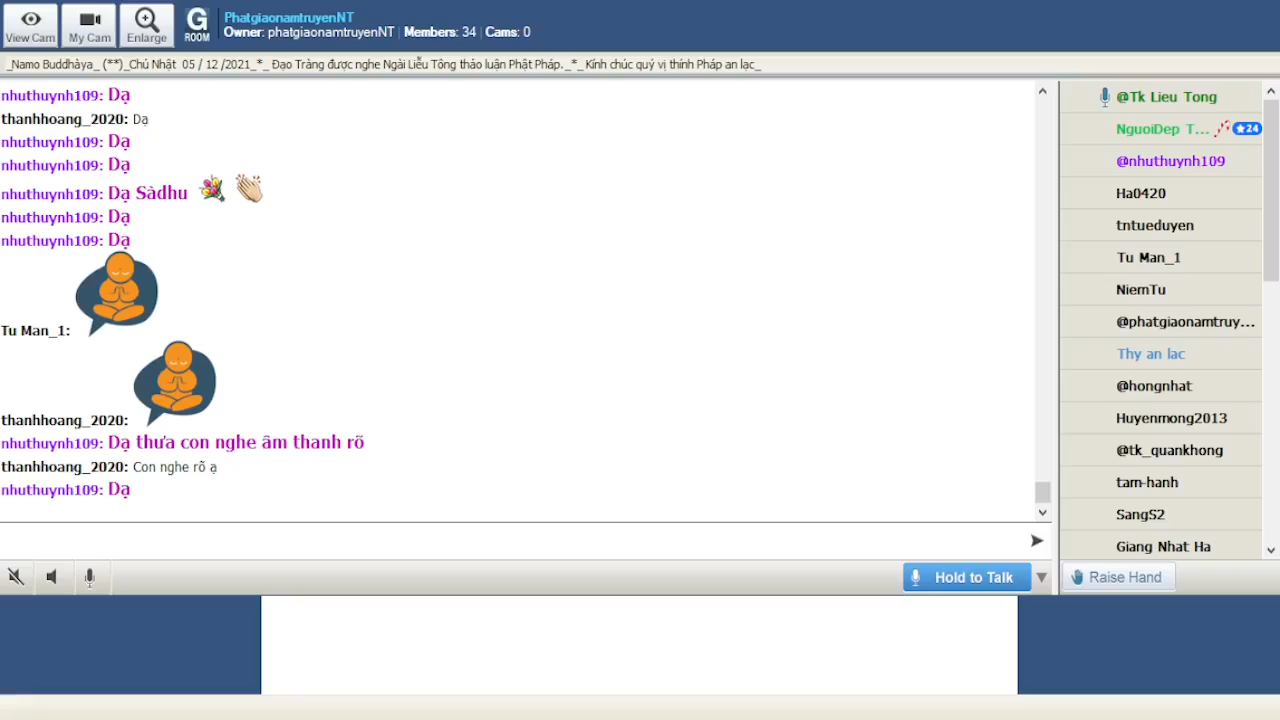 View Cam
My Cam
Enlarge
G
ROOM
PhatgiaonamtruyenNT
Owner: phatgiaonamtruyenNT | Members: 34 | Cams: 0
_Namo Buddhàya_ (**)_Chủ Nhật 05 / 12 /2021_*_ Đạo Tràng được nghe Ngài Liễu Tông thảo luận Phật Pháp._*_Kính chúc quý vị thính Pháp an lạc_
nhuthuynh109: Dạ
thanhhoang_2020: Dạ
nhuthuynh109: Dạ
nhuthuynh109: Dạ
nhuthuynh109: Dạ Sàdhu
nhuthuynh109: Dạ
nhuthuynh109: Dạ
Tu Man_1:
thanhhoang_2020:
nhuthuynh109: Dạ thưa con nghe âm thanh rõ
thanhhoang_2020: Con nghe rõ ạ
nhuthuynh109: Dạ
@Tk Lieu Tong
NguoiDep T... 24
@nhuthuynh109
Ha0420
tntueduyen
Tu Man_1
NiemTu
@phatgiaonamtruy...
Thy an lac
@hongnhat
Huyenmong2013
@tk_quankhong
tam-hanh
SangS2
Giang Nhat Ha
Hold to Talk
Raise Hand